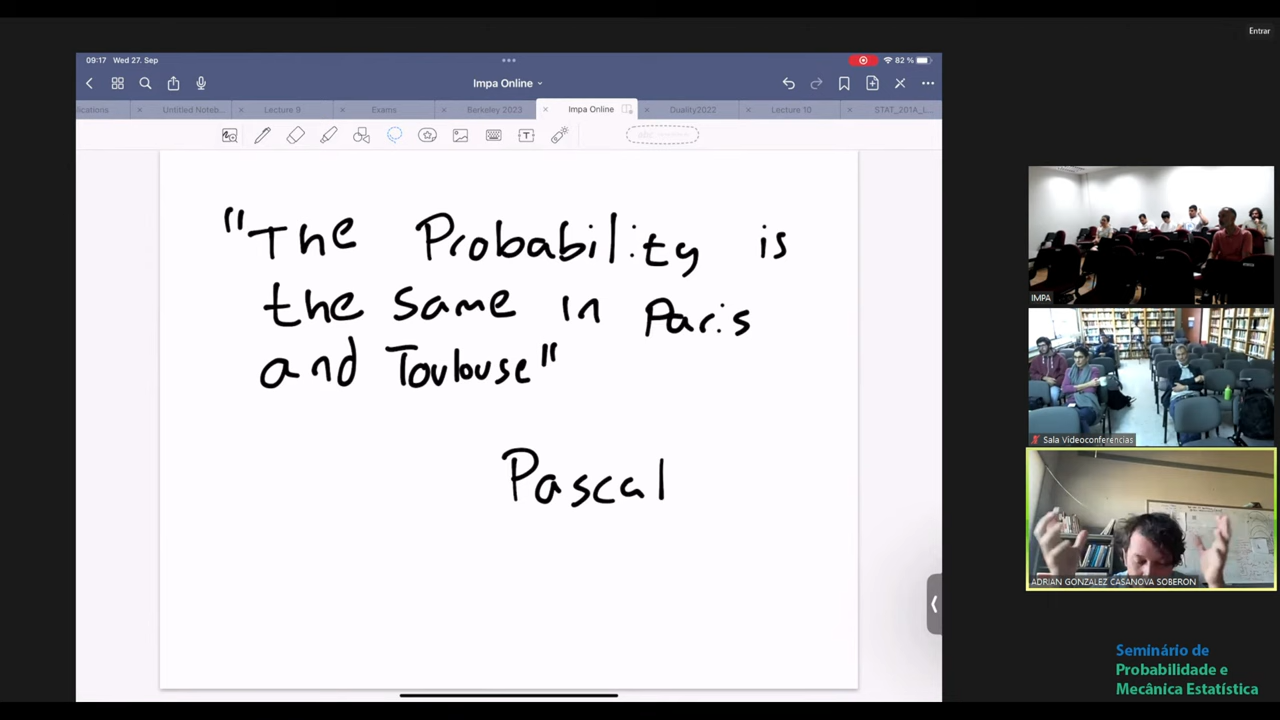 Entrar
09:17 Wed 27. Sep
82 %
Impa Online
lications
Untitled Noteb...
Lecture 9
Exams
Berkeley 2023
Impa Online
Duality2022
Lecture 10
STAT_201A_L...
"The Probability is
the same in Paris
and Toulouse"
Pascal
IMPA
Sala Videoconferências
ADRIAN GONZALEZ CASANOVA SOBERON
Seminário de
Probabilidade e
Mecânica Estatística